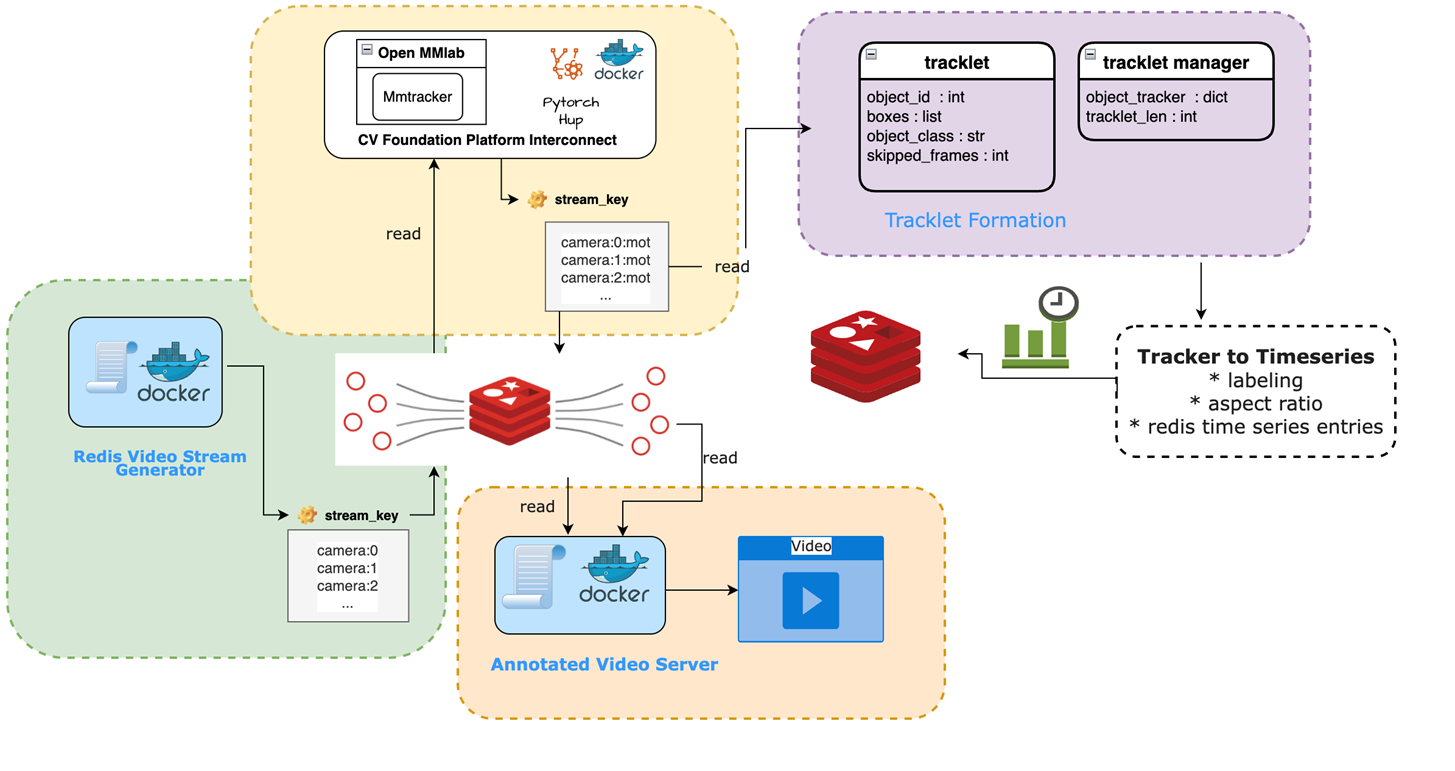 Open MMlab
Mmtracker
docker
Pytorch
Hup
CV Foundation Platform Interconnect
read
stream_key
camera:0:mot
camera:1:mot
camera:2:mot
...
read
tracklet
object_id : int
boxes : list
object_class : str
skipped_frames : int
tracklet manager
object_tracker : dict
tracklet_len : int
Tracklet Formation
Tracker to Timeseries
* labeling
* aspect ratio
* redis time series entries
docker
Redis Video Stream
Generator
stream_key
camera:0
camera:1
camera:2
...
read
read
docker
Video
Annotated Video Server